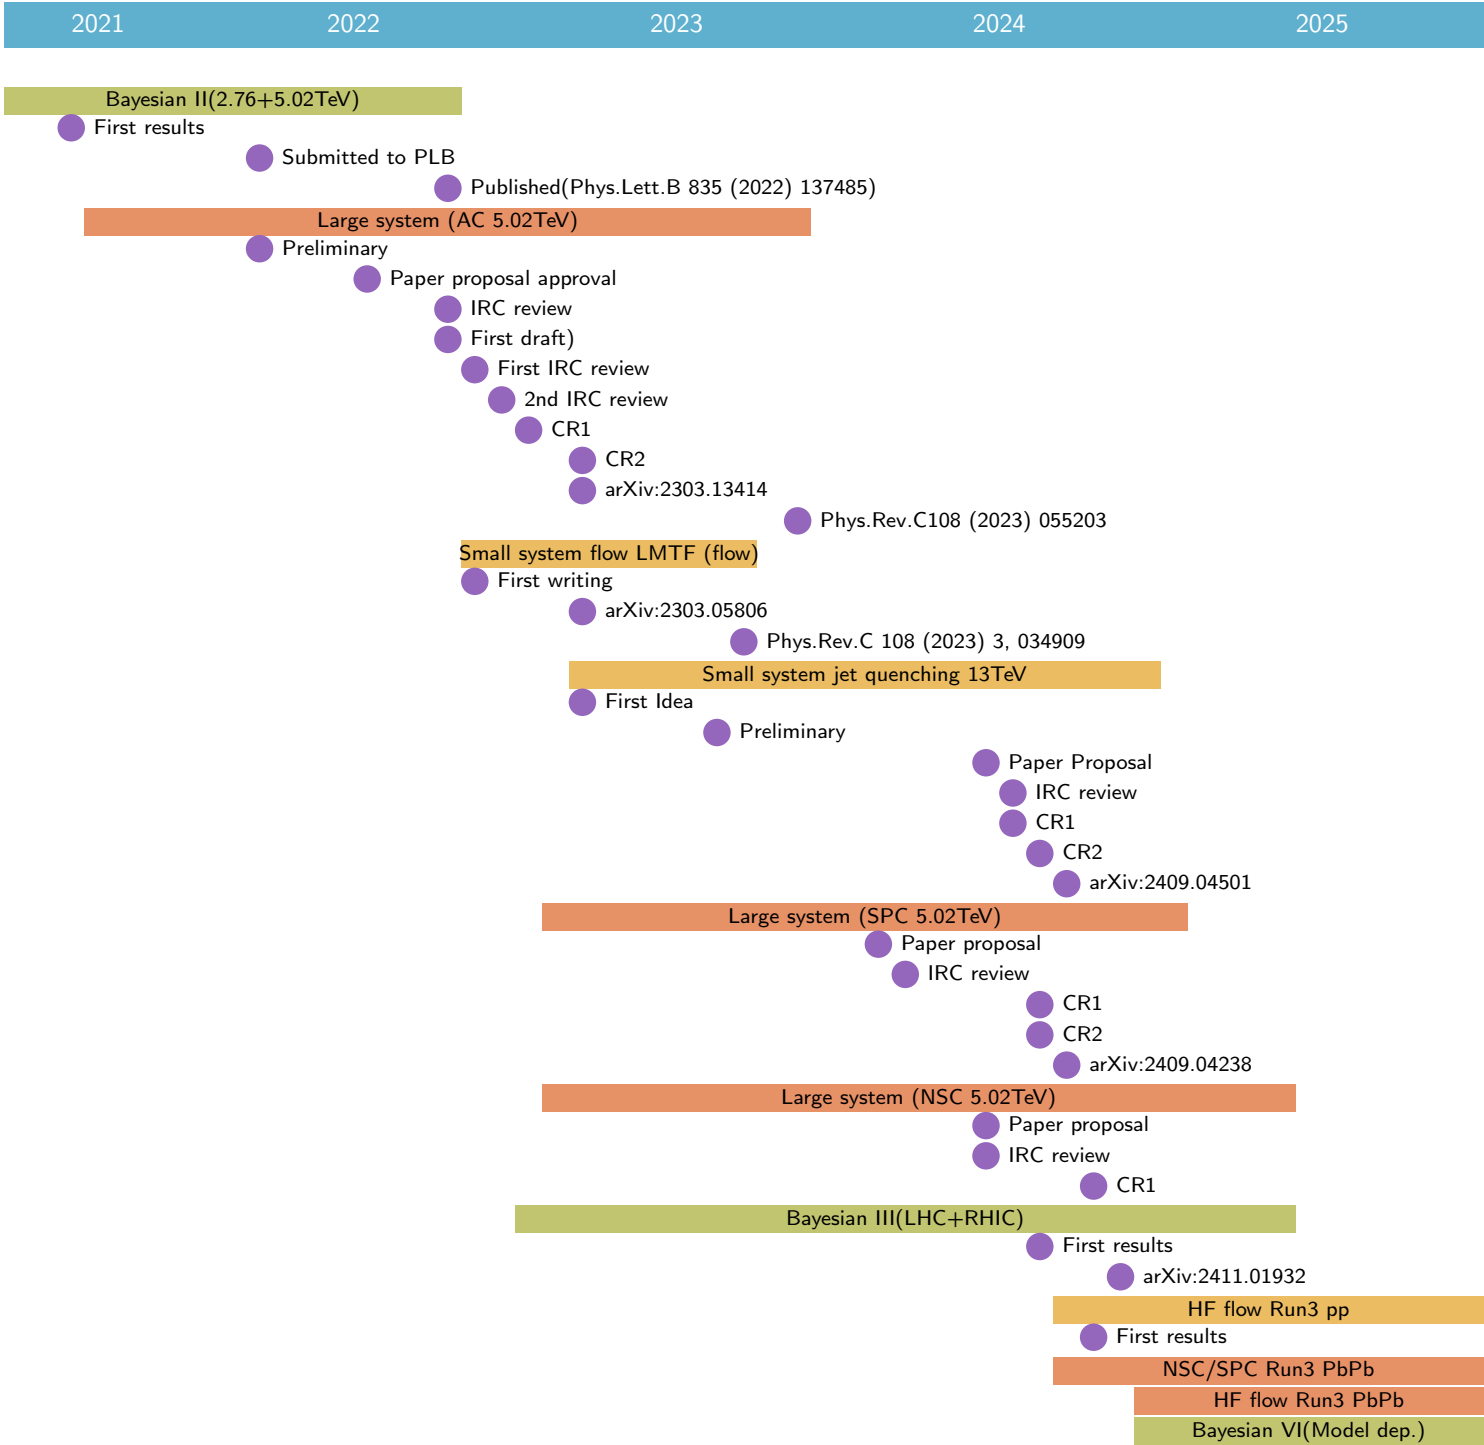 2021 2022 2023 2024 2025
Bayesian II(2.76+5.02TeV)
First results
Submitted to PLB
Published(Phys.Lett.B 835 (2022) 137485)
Large system (AC 5.02TeV)
Preliminary
Paper proposal approval
IRC review
First draft)
First IRC review
2nd IRC review
CR1
CR2
arXiv:2303.13414
Phys.Rev.C108 (2023) 055203
Small system flow LMTF (flow)
First writing
arXiv:2303.05806
Phys.Rev.C 108 (2023) 3, 034909
Small system jet quenching 13TeV
First Idea
Preliminary
Paper Proposal
IRC review
CR1
CR2
arXiv:2409.04501
Large system (SPC 5.02TeV)
Paper proposal
IRC review
CR1
CR2
arXiv:2409.04238
Large system (NSC 5.02TeV)
Paper proposal
IRC review
CR1
Bayesian III(LHC+RHIC)
First results
arXiv:2411.01932
HF flow Run3 pp
First results
NSC/SPC Run3 PbPb
HF flow Run3 PbPb
Bayesian VI(Model dep.)